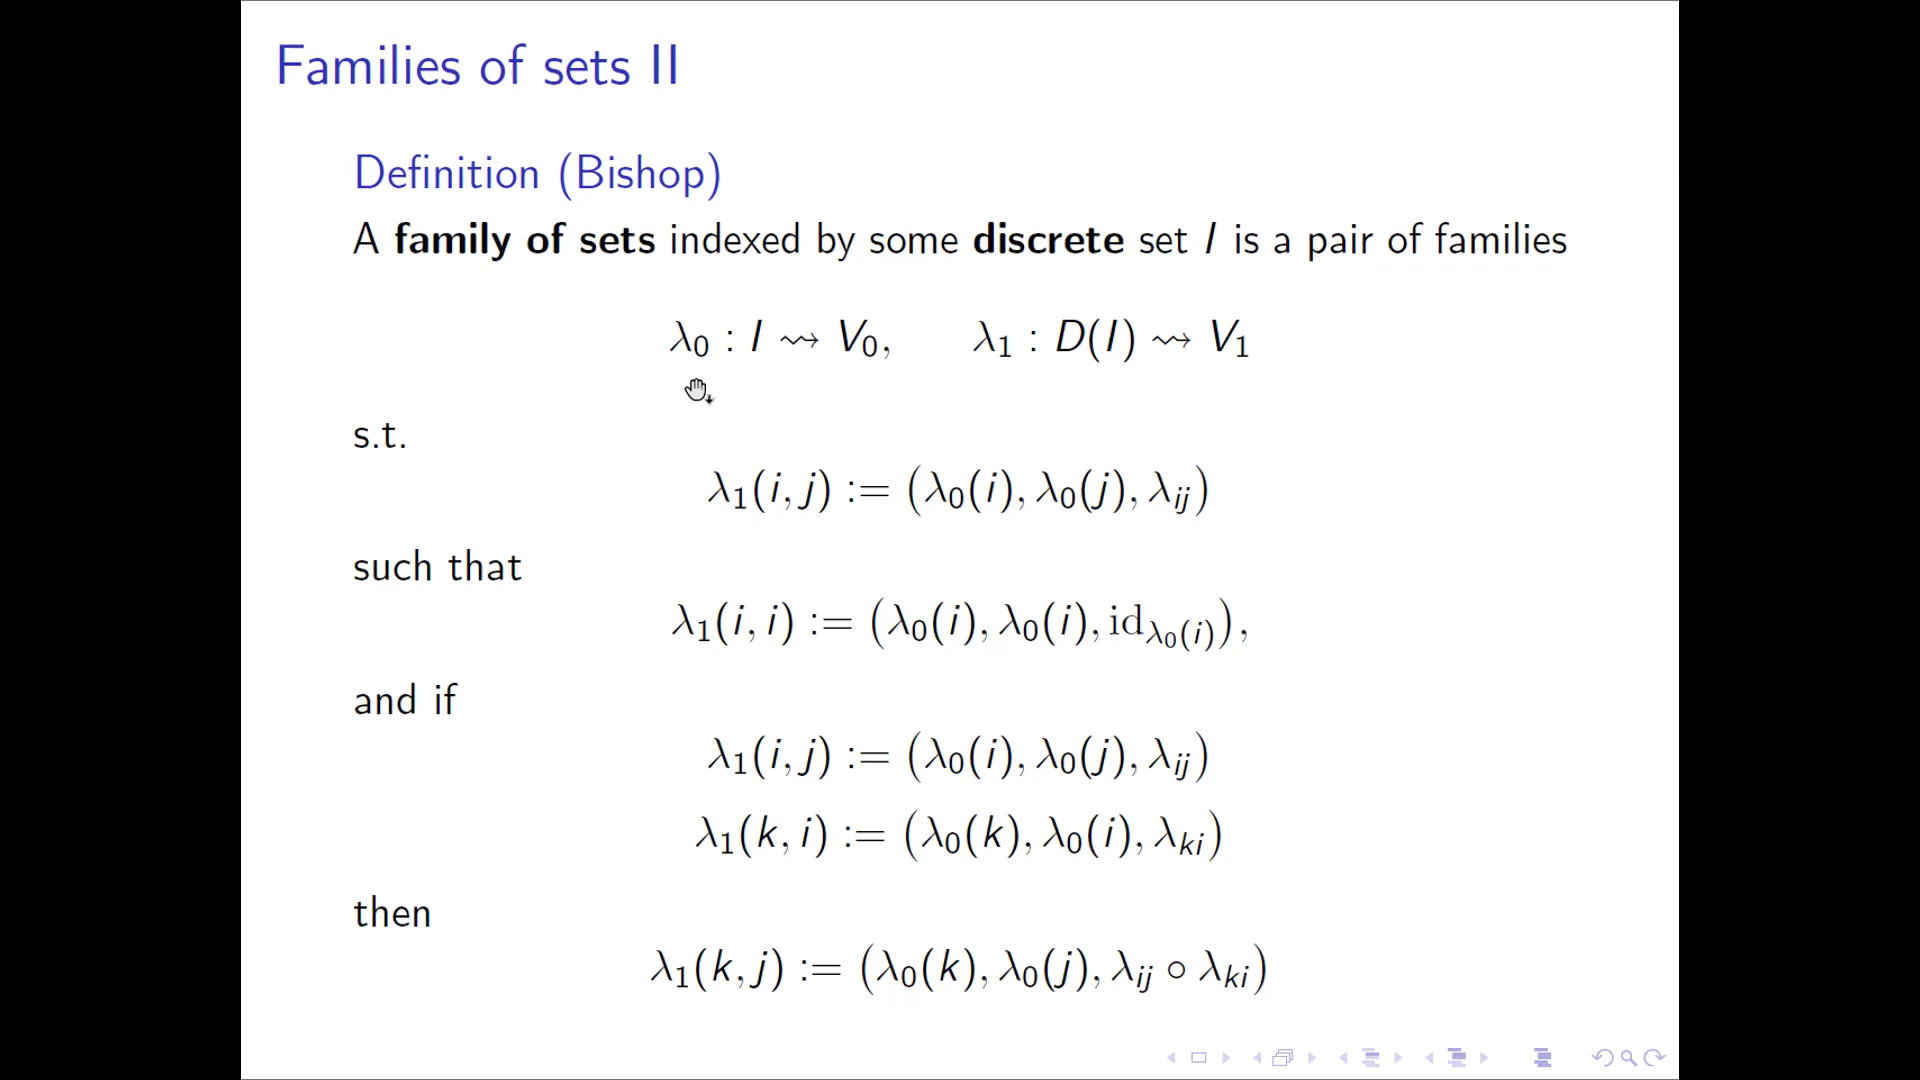 Families of sets II
Definition (Bishop)
A family of sets indexed by some discrete set I is a pair of families
λ₀ : I ⇝ V₀, λ₁ : D(I) ⇝ V₁
s.t.
λ₁(i, j) := (λ₀(i), λ₀(j), λᵢⱼ)
such that
λ₁(i, i) := (λ₀(i), λ₀(i), id_{λ₀(i)}),
and if
λ₁(i, j) := (λ₀(i), λ₀(j), λᵢⱼ)
λ₁(k, i) := (λ₀(k), λ₀(i), λₖᵢ)
then
λ₁(k, j) := (λ₀(k), λ₀(j), λᵢⱼ ∘ λₖᵢ)